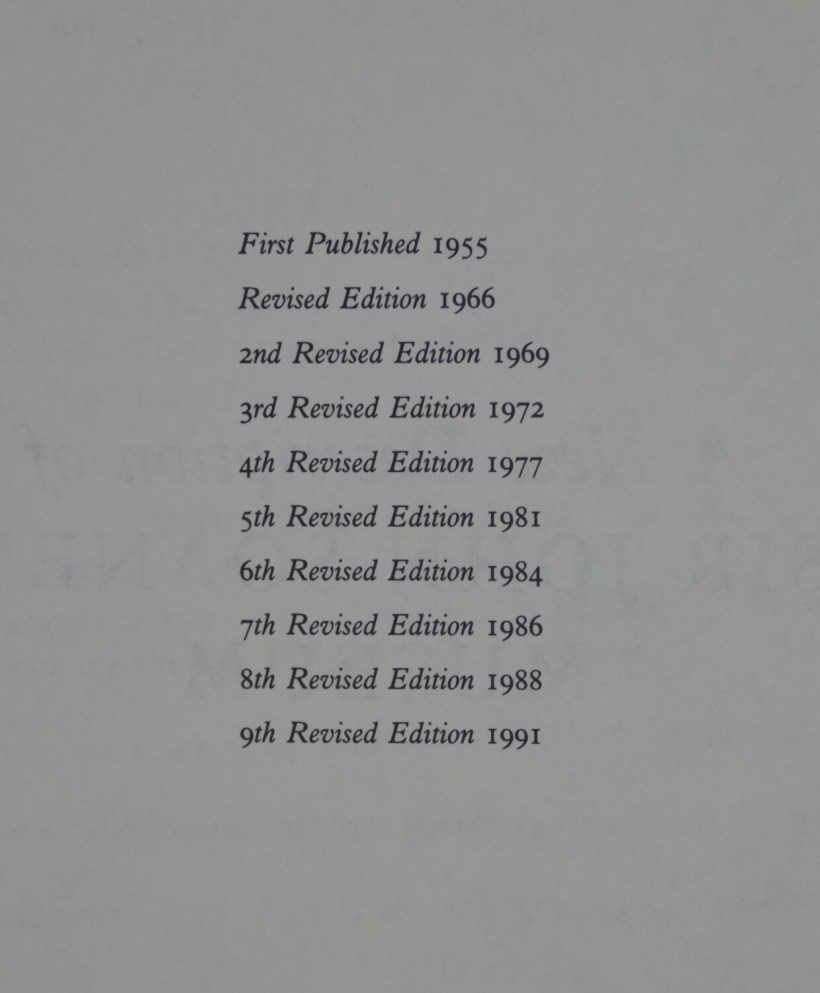 First Published 1955
Revised Edition 1966
2nd Revised Edition 1969
3rd Revised Edition 1972
4th Revised Edition 1977
5th Revised Edition 1981
6th Revised Edition 1984
7th Revised Edition 1986
8th Revised Edition 1988
9th Revised Edition 1991